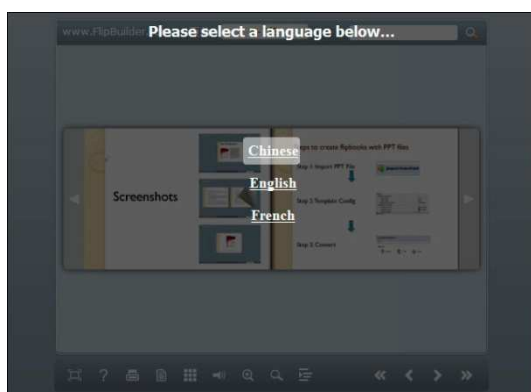 www.FlipBuilder.
Please select a language below...
Chinese
English
French
Screenshots
Steps to create flipbooks with PPT files
Step 1: Import PPT File
Step 2: Template Config
Step 3: Convert